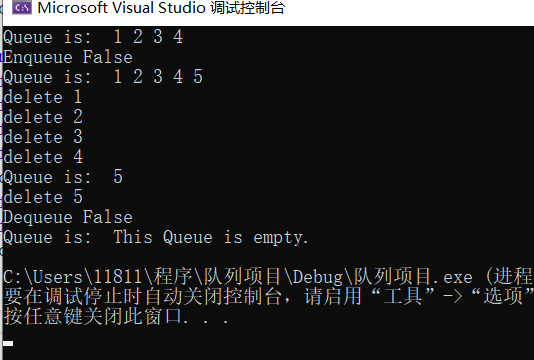 Microsoft Visual Studio 调试控制台
Queue is:  1 2 3 4
Enqueue False
Queue is:  1 2 3 4 5
delete 1
delete 2
delete 3
delete 4
Queue is:  5
delete 5
Dequeue False
Queue is:  This Queue is empty.
C:\Users\11811\程序\队列项目\Debug\队列项目.exe (进程
要在调试停止时自动关闭控制台，请启用“工具”->“选项”
按任意键关闭此窗口. . .